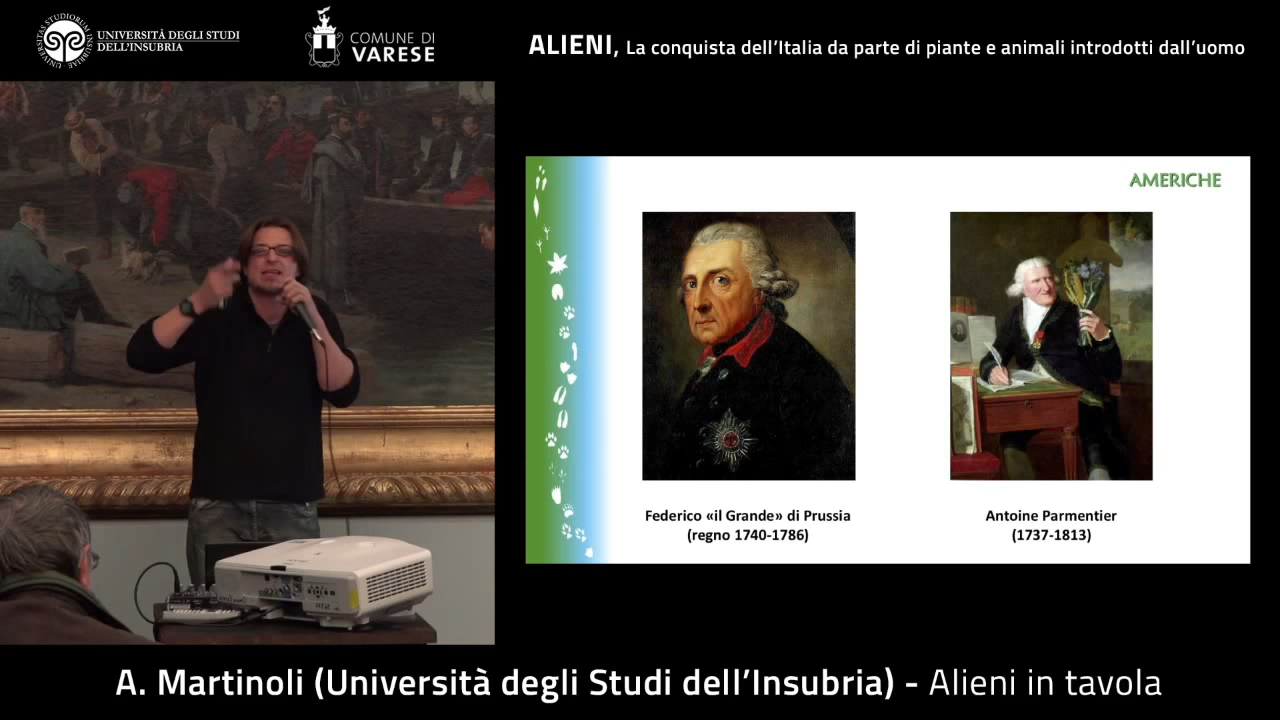 UNIVERSITÀ DEGLI STUDI
DELL'INSUBRIA
COMUNE DI
VARESE
ALIENI, La conquista dell'Italia da parte di piante e animali introdotti dall'uomo
AMERICHE
Federico «il Grande» di Prussia
(regno 1740-1786)
Antoine Parmentier
(1737-1813)
A. Martinoli (Università degli Studi dell'Insubria) - Alieni in tavola